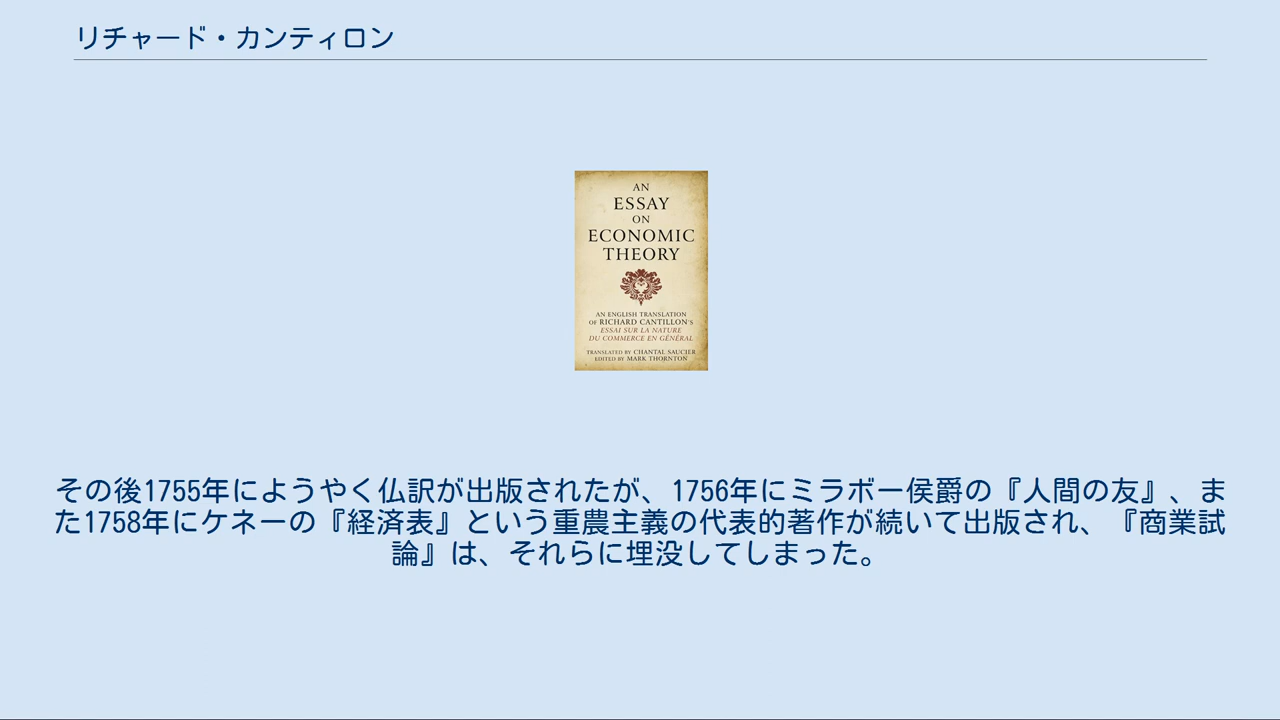 リチャード・カンティロン
AN
ESSAY
ON
ECONOMIC
THEORY
AN ENGLISH TRANSLATION
OF RICHARD CANTILLON'S
ESSAI SUR LA NATURE
DU COMMERCE EN GÉNÉRAL
TRANSLATED BY CHANTAL SAUCIER
EDITED BY MARK THORNTON
その後1755年にようやく仏訳が出版されたが、1756年にミラボー侯爵の『人間の友』、ま
た1758年にケネーの『経済表』という重農主義の代表的著作が続いて出版され、『商業試
論』は、それらに埋没してしまった。